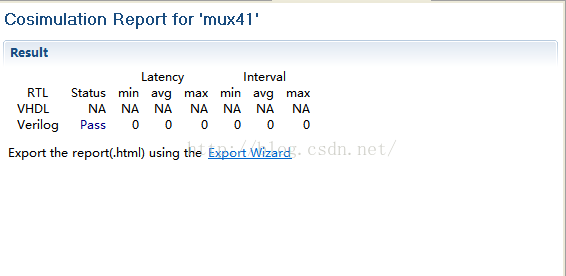 Cosimulation Report for 'mux41'
Result
Latency Interval
RTL Status min avg max min avg max
VHDL NA NA NA NA NA NA NA
Verilog Pass 0 0 0 0 0 0
Export the report(.html) using the Export Wizard
http://blog.csdn.net/